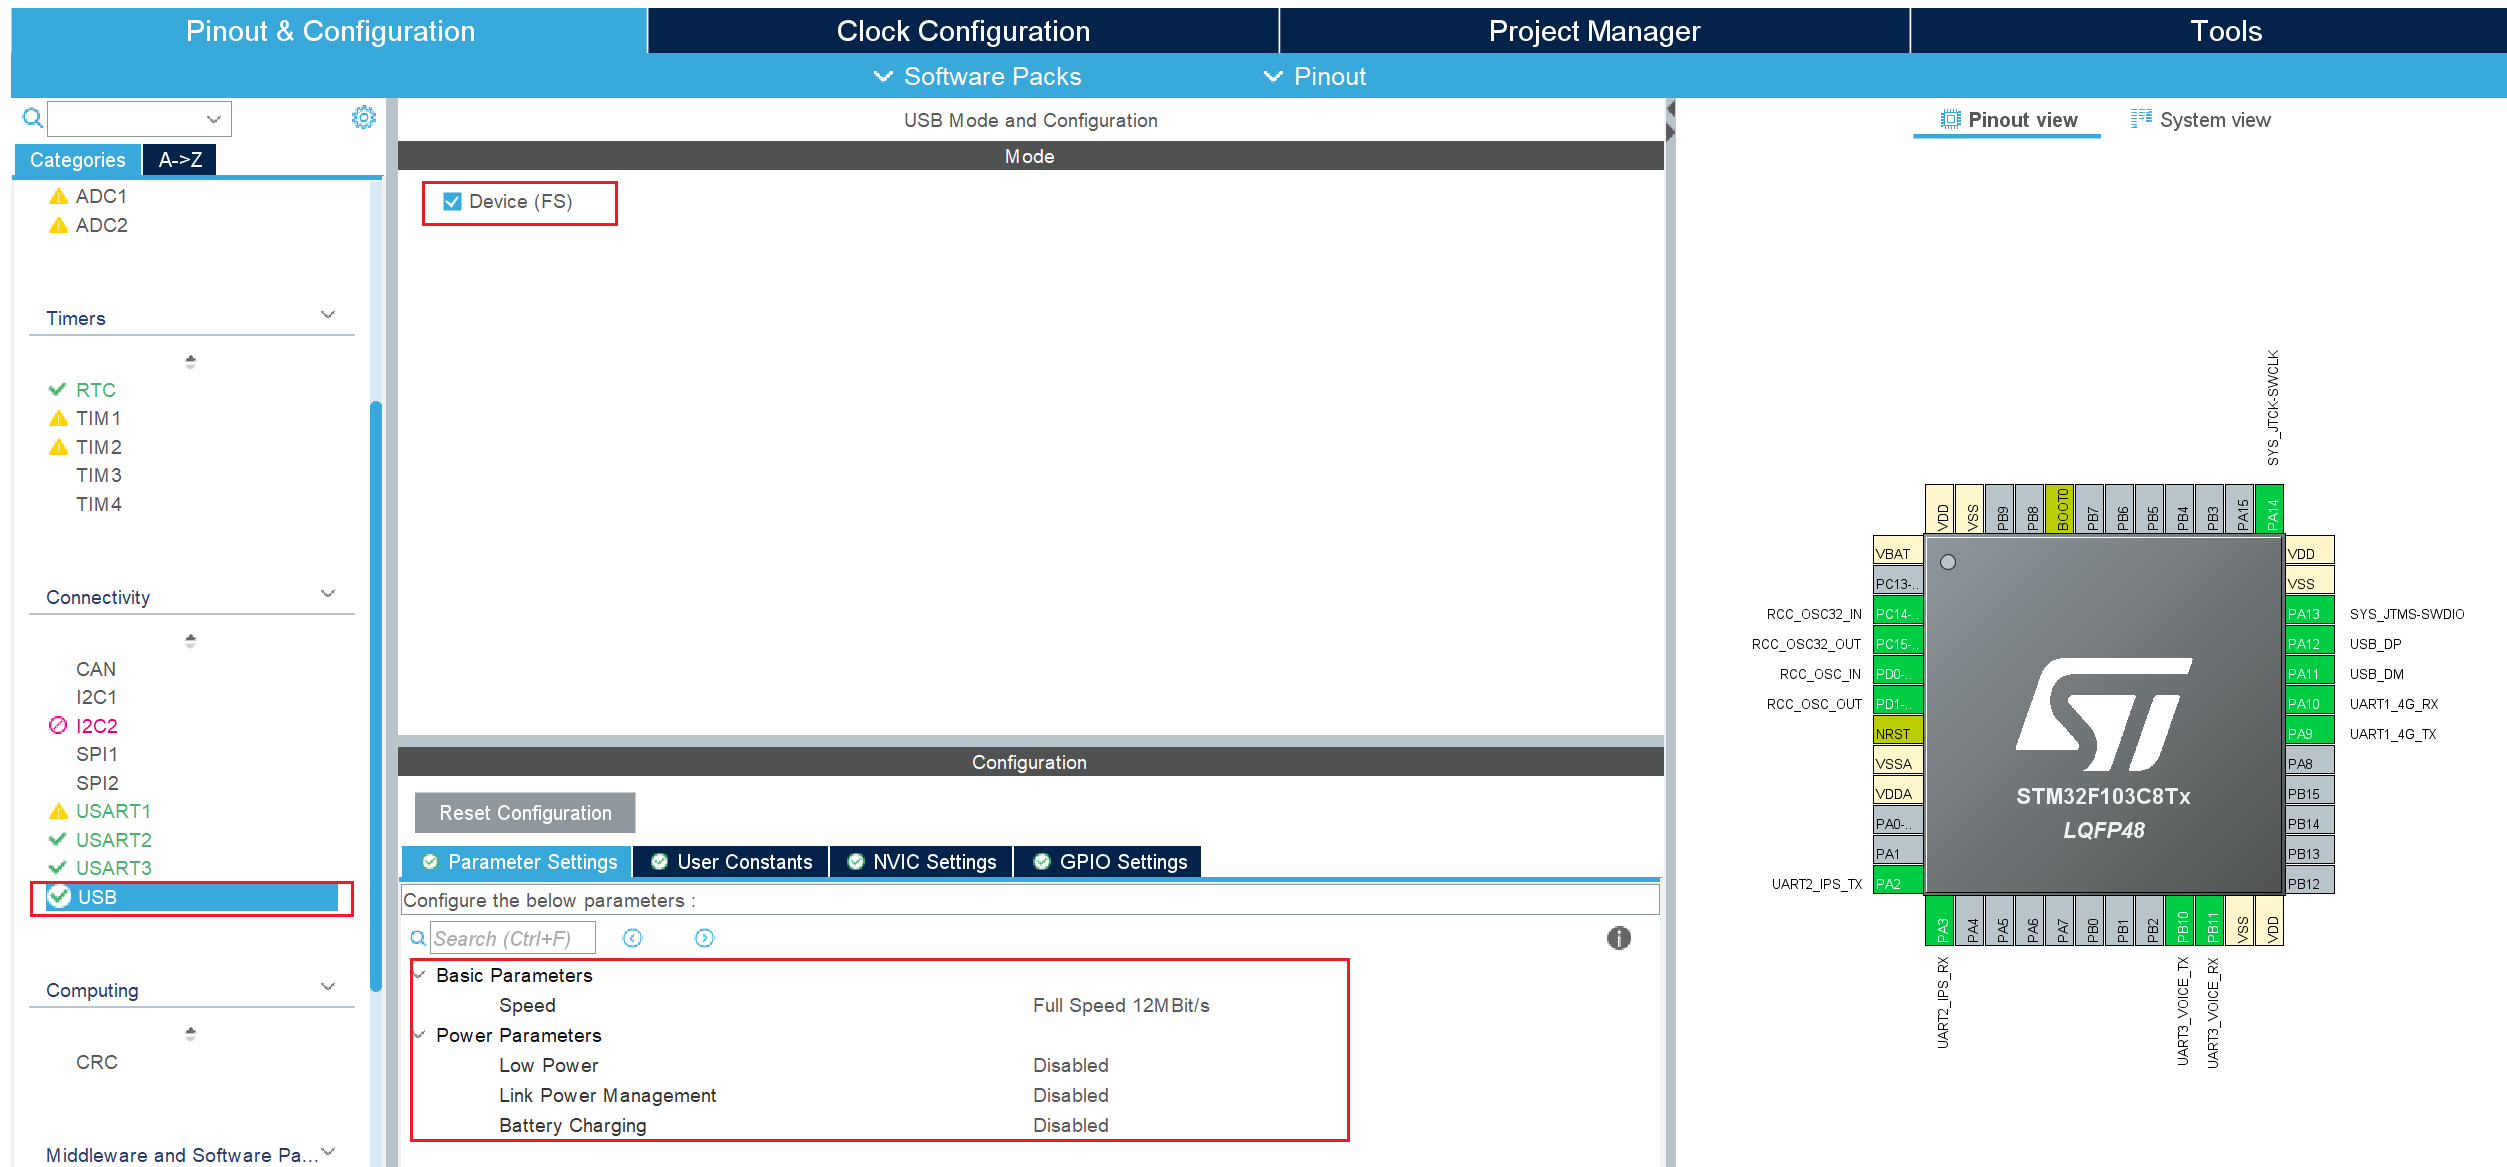 Pinout & Configuration
Clock Configuration
Project Manager
Tools
Software Packs
Pinout
Categories
A->Z
ADC1
ADC2
Timers
RTC
TIM1
TIM2
TIM3
TIM4
Connectivity
CAN
I2C1
I2C2
SPI1
SPI2
USART1
USART2
USART3
USB
Computing
CRC
Middleware and Software Pa...
USB Mode and Configuration
Mode
Device (FS)
Configuration
Reset Configuration
Parameter Settings
User Constants
NVIC Settings
GPIO Settings
Configure the below parameters :
Search (Ctrl+F)
Basic Parameters
Speed Full Speed 12MBit/s
Power Parameters
Low Power Disabled
Link Power Management Disabled
Battery Charging Disabled
Pinout view
System view
SYS_JTCK-SWCLK
VDD
VSS
PB9
PB8
BOOT0
PB7
PB6
PB5
PB4
PB3
PA15
PA14
VBAT
PC13-..
RCC_OSC32_IN PC14-..
RCC_OSC32_OUT PC15-..
RCC_OSC_IN PD0-..
RCC_OSC_OUT PD1-..
NRST
VSSA
VDDA
PA0-..
PA1
UART2_IPS_TX PA2
VDD
VSS
PA13 SYS_JTMS-SWDIO
PA12 USB_DP
PA11 USB_DM
PA10 UART1_4G_RX
PA9 UART1_4G_TX
PA8
PB15
PB14
PB13
PB12
ST
STM32F103C8Tx
LQFP48
PA3
PA4
PA5
PA6
PA7
PB0
PB1
PB2
PB10
PB11
VSS
VDD
UART2_IPS_RX
UART3_VOICE_TX
UART3_VOICE_RX